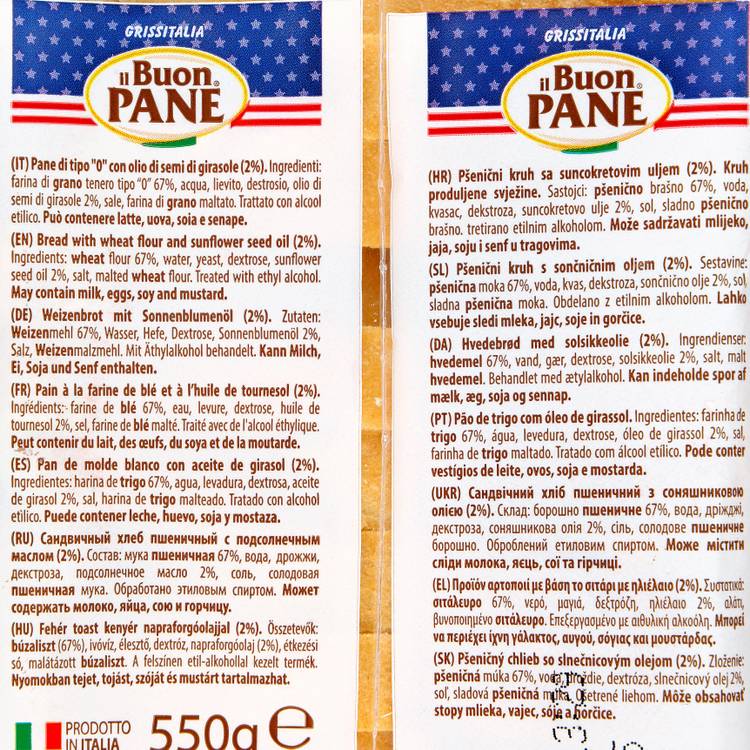 GRISSITALIA
il Buon®
PANE
(IT) Pane di tipo "0" con olio di semi di girasole (2%). Ingredienti:
farina di grano tenero tipo "0" 67%, acqua, lievito, destrosio, olio di
semi di girasole 2%, sale, farina di grano maltato. Trattato con alcool
etilico. Può contenere latte, uova, soia e senape.
(EN) Bread with wheat flour and sunflower seed oil (2%).
Ingredients: wheat flour 67%, water, yeast, dextrose, sunflower
seed oil 2%, salt, malted wheat flour. Treated with ethyl alcohol.
May contain milk, eggs, soy and mustard.
(DE) Weizenbrot mit Sonnenblumenöl (2%). Zutaten:
Weizenmehl 67%, Wasser, Hefe, Dextrose, Sonnenblumenöl 2%,
Salz, Weizenmalzmehl. Mit Äthylalkohol behandelt. Kann Milch,
Ei, Soja und Senf enthalten.
(FR) Pain à la farine de blé et à l'huile de tournesol (2%).
Ingrédients: farine de blé 67%, eau, levure, dextrose, huile de
tournesol 2%, sel, farine de blé malté. Traité avec de l'alcool éthylique.
Peut contenir du lait, des œufs, du soya et de la moutarde.
(ES) Pan de molde blanco con aceite de girasol (2%).
Ingredientes: harina de trigo 67%, agua, levadura, dextrosa, aceite
de girasol 2%, sal, harina de trigo malteado. Tratado con alcohol
etílico. Puede contener leche, huevo, soja y mostaza.
(RU) Сандвичный хлеб пшеничный с подсолнечным
маслом (2%). Состав: мука пшеничная 67%, вода, дрожжи,
декстроза, подсолнечное масло 2%, соль, солодовая
пшеничная мука. Обработано этиловым спиртом. Может
содержать молоко, яйца, сою и горчицу.
(HU) Fehér toast kenyér napraforgóolajjal (2%). Összetevők:
búzaliszt (67%), ivóvíz, élesztő, dextróz, napraforgóolaj (2%), étkezési
só, malátázott búzaliszt. A felszínen etil-alkohollal kezelt termék.
Nyomokban tejet, tojást, szóját és mustárt tartalmazhat.
PRODOTTO
IN ITALIA
550g e
GRISSITALIA
il Buon®
PANE
(HR) Pšenični kruh sa suncokretovim uljem (2%). Kruh
produljene svježine. Sastojci: pšenično brašno 67%, voda,
kvasac, dekstroza, suncokretovo ulje 2%, sol, sladno pšenično
brašno. tretirano etilnim alkoholom. Može sadržavati mlijeko,
jaja, soju i senf u tragovima.
(SL) Pšenični kruh s sončničnim oljem (2%). Sestavine:
pšenična moka 67%, voda, kvas, dekstroza, sončnično olje 2%, sol,
sladna pšenična moka. Obdelano z etilnim alkoholom. Lahko
vsebuje sledi mleka, jajc, soje in gorčice.
(DA) Hvedebrød med solsikkeolie (2%). Ingredienser:
hvedemel 67%, vand, gær, dextrose, solsikkeolie 2%, salt, malt
hvedemel. Behandlet med ætylalkohol. Kan indeholde spor af
mælk, æg, soja og sennap.
(PT) Pão de trigo com óleo de girassol. Ingredientes: farinha de
trigo 67%, água, levedura, dextrose, óleo de girassol 2%, sal,
farinha de trigo maltado. Tratado com álcool etílico. Pode conter
vestígios de leite, ovos, soja e mostarda.
(UKR) Сандвічний хліб пшеничний з соняшниковою
олією (2%). Склад: борошно пшеничне 67%, вода, дріжджі,
декстроза, соняшникова олія 2%, сіль, солодове пшеничне
борошно. Оброблений етиловим спиртом. Може містити
сліди молока, яєць, сої та гірчиці.
(EL) Προϊόν αρτοποιί με βάση το σιτάρι με ηλιέλαιο (2%). Συστατικά:
σιτάλευρο 67%, νερό, μαγιά, δεξτρόζη, ηλιέλαιο 2%, αλάτι,
βυνοποιημένο σιτάλευρο. Επεξεργασμένο με αιθυλική αλκοόλη. Μπορεί
να περιέχει ίχνη γάλακτος, αυγού, σόγιας και μουστάρδας.
(SK) Pšeničný chlieb so slnečnicovým olejom (2%). Zloženie:
pšeničná múka 67%, voda, droždie, dextróza, slnečnicový olej 2%,
soľ, sladová pšeničná múka. Ošetrené liehom. Môže obsahovať
stopy mlieka, vajec, sóje a horčice.